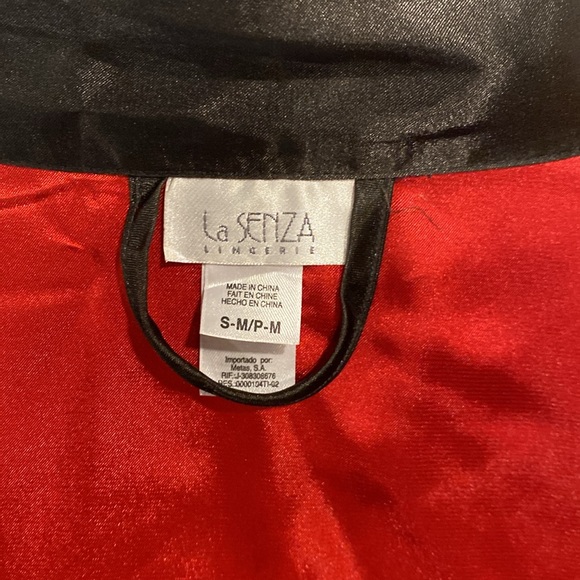 La SENZA
LINGERIE
MADE IN CHINA
FAIT EN CHINE
HECHO EN CHINA
S-M/P-M
Importado por:
Metas, S.A.
RIF:J-308308676
RES.:0000104TI-02